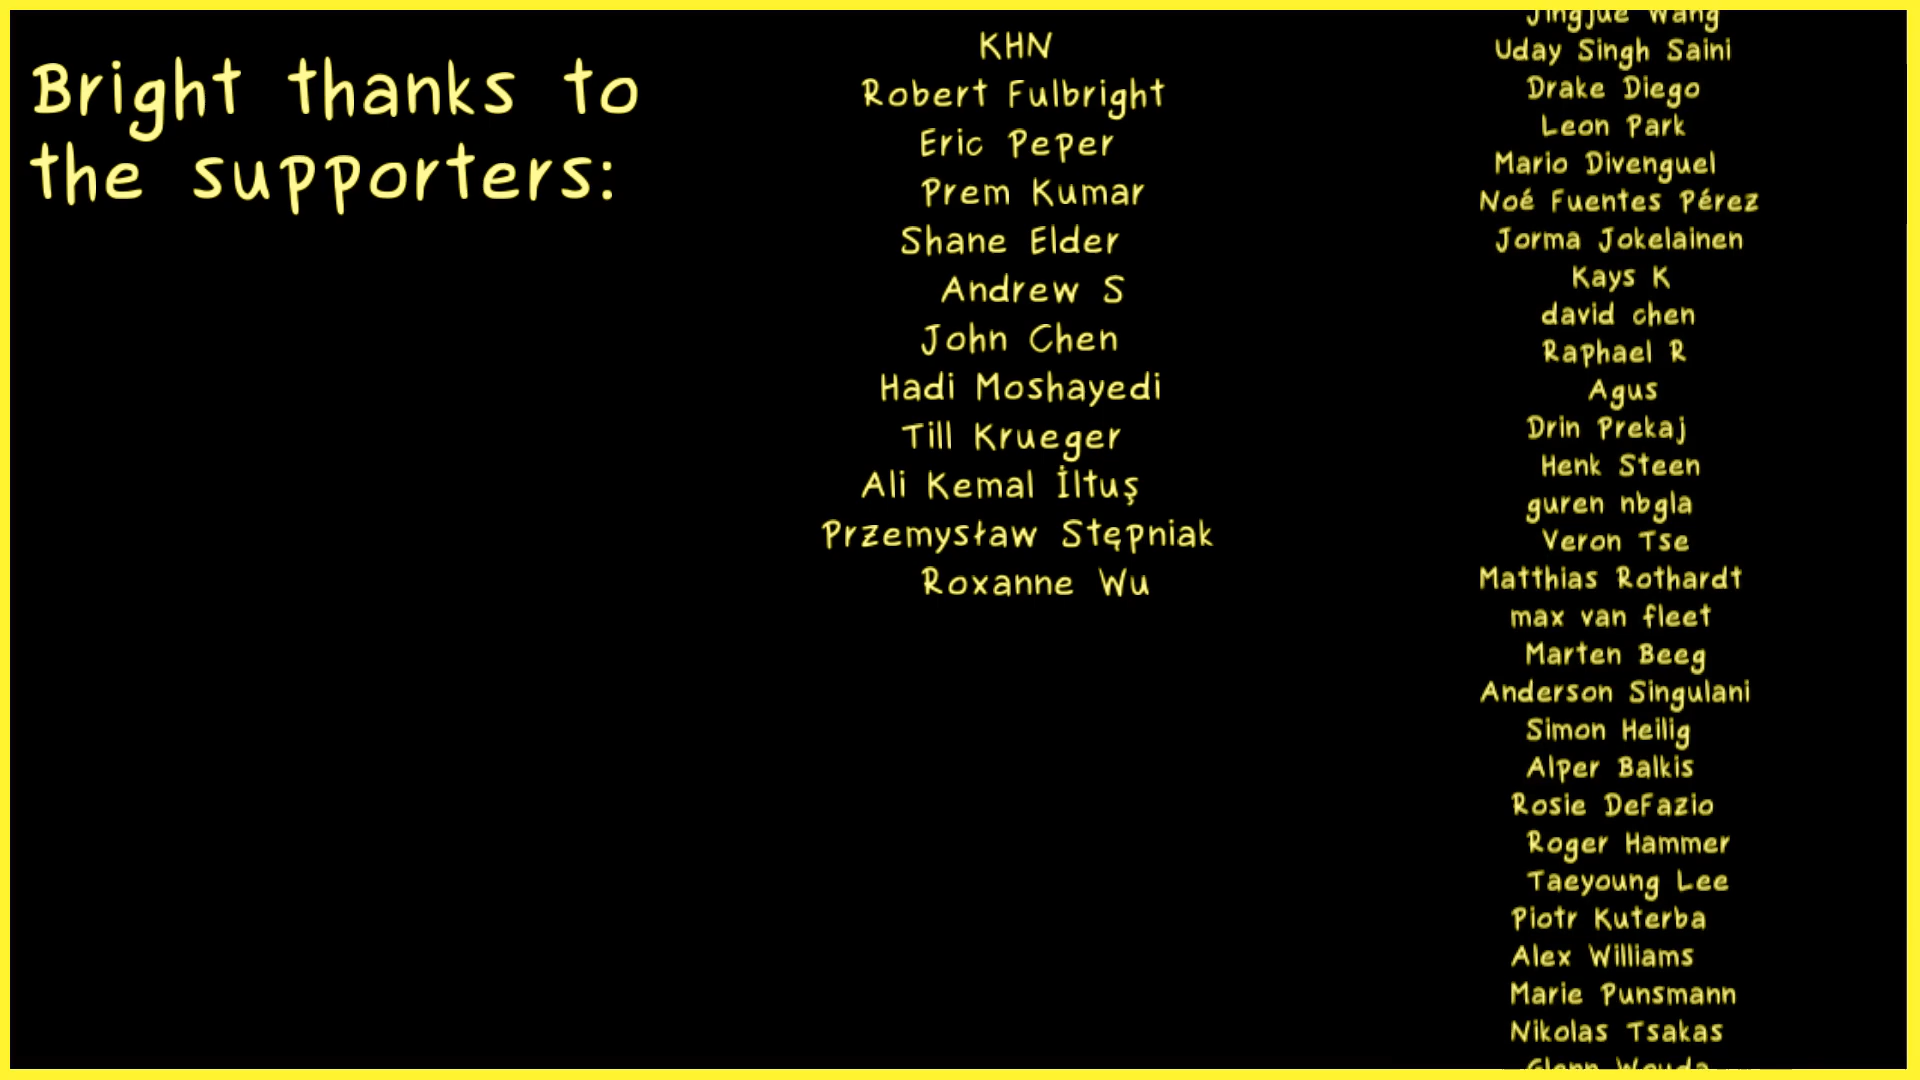 Bright thanks to
the supporters:
KHN
Robert Fulbright
Eric Peper
Prem Kumar
Shane Elder
Andrew S
John Chen
Hadi Moshayedi
Till Krueger
Ali Kemal İltuş
Przemysław Stępniak
Roxanne Wu
Jingjue Wang
Uday Singh Saini
Drake Diego
Leon Park
Mario Divenguel
Noé Fuentes Pérez
Jorma Jokelainen
Kays K
david chen
Raphael R
Agus
Drin Prekaj
Henk Steen
guren nbgla
Veron Tse
Matthias Rothardt
max van fleet
Marten Beeg
Anderson Singulani
Simon Heilig
Alper Balkis
Rosie DeFazio
Roger Hammer
Taeyoung Lee
Piotr Kuterba
Alex Williams
Marie Punsmann
Nikolas Tsakas
Glenn